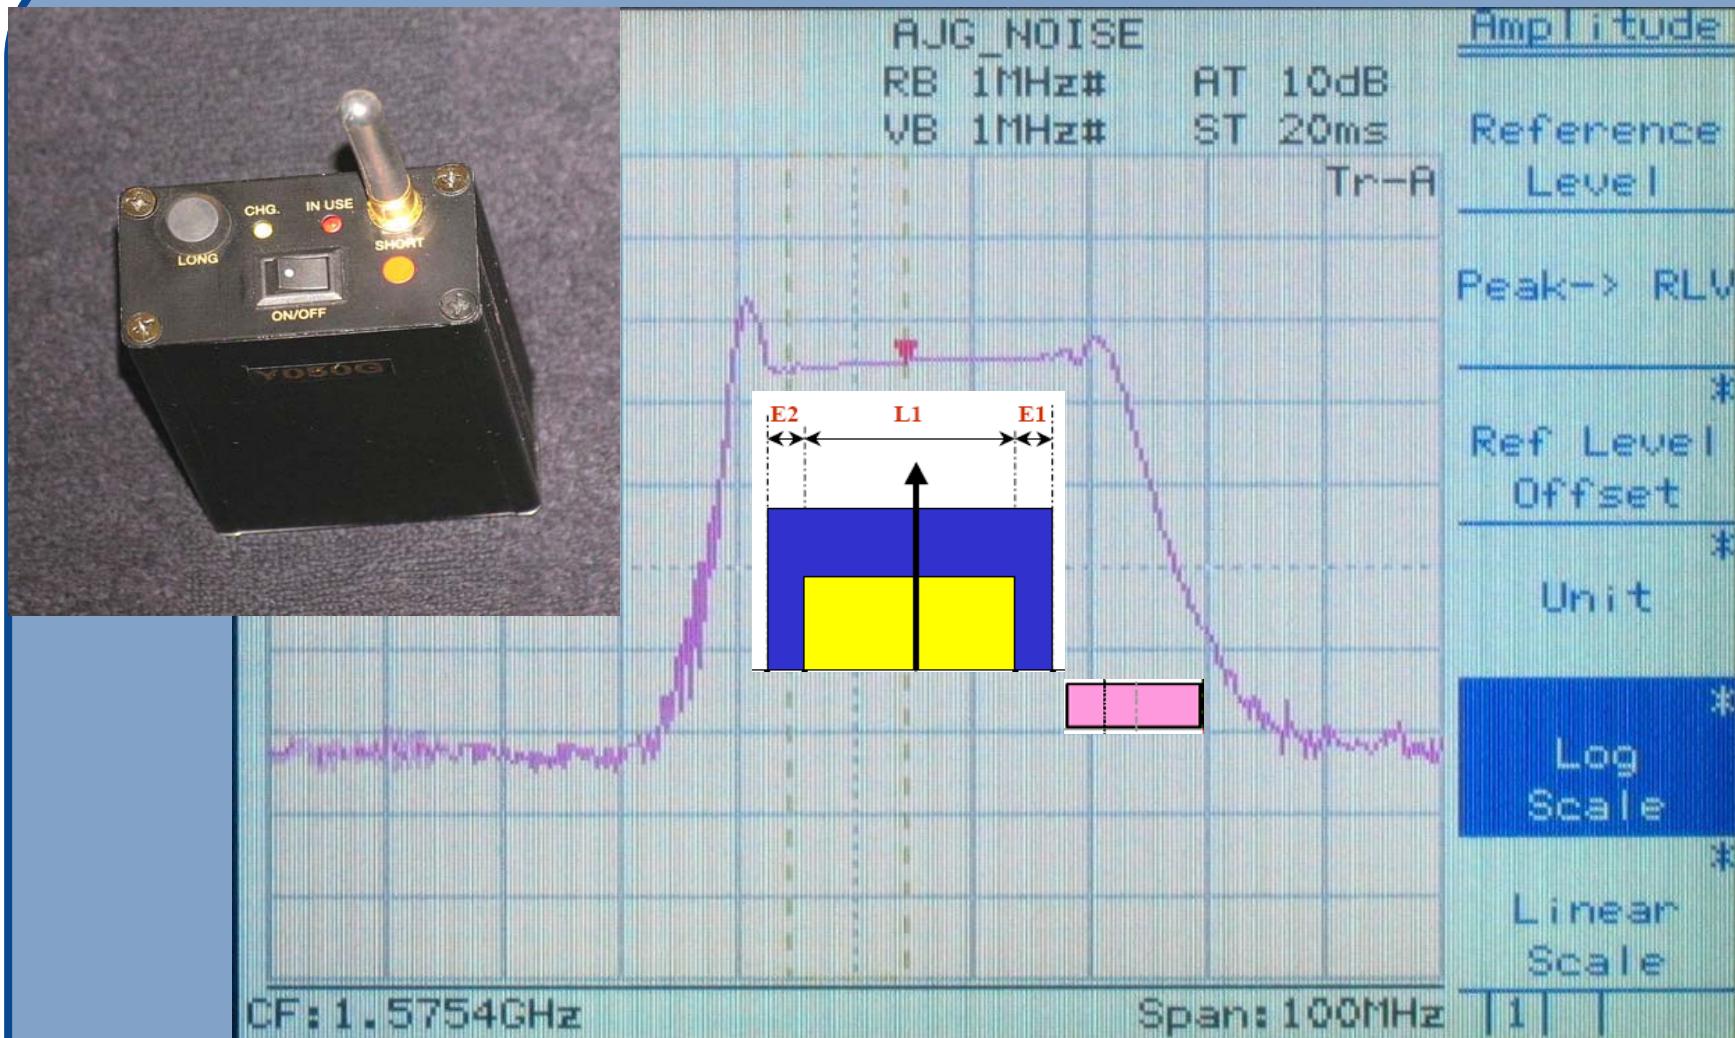 CHG.
IN USE
LONG
SHORT
ON/OFF
V050G
AJG_NOISE
RB 1MHz# AT 10dB
VB 1MHz# ST 20ms
Tr-A
E2 L1 E1
CF:1.5754GHz Span:100MHz
Amplitude
Reference
Level
Peak-> RLV
*
Ref Level
Offset
*
Unit
*
Log
Scale
*
Linear
Scale
1